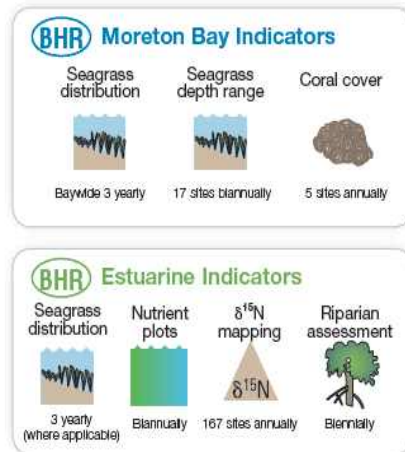 BHR Moreton Bay Indicators
Seagrass distribution
Baywide 3 yearly
Seagrass depth range
17 sites biannually
Coral cover
5 sites annually
BHR Estuarine Indicators
Seagrass distribution
3 yearly
(where applicable)
Nutrient plots
Biannually
δ15N mapping
δ15N
167 sites annually
Riparian assessment
Biennially